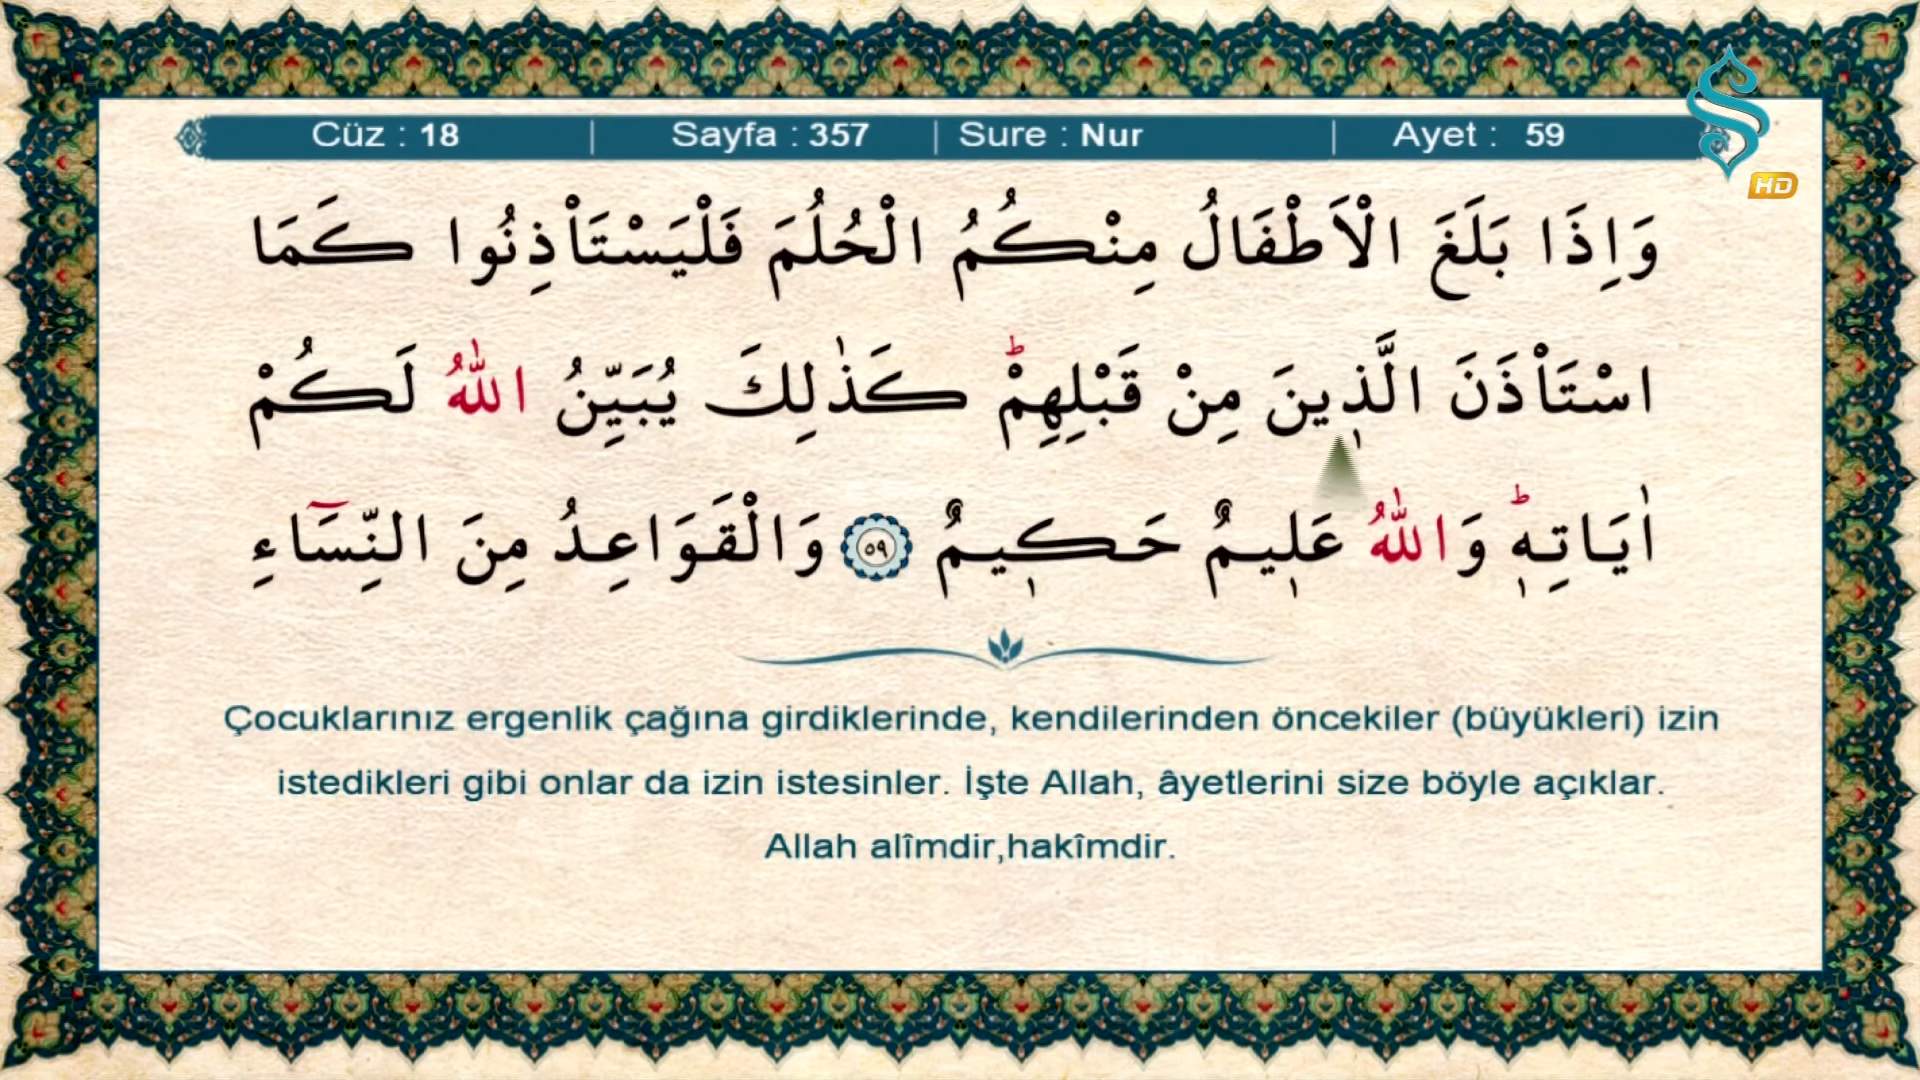 Cüz : 18 | Sayfa : 357 | Sure : Nur | Ayet : 59
HD
وَاِذَا بَلَغَ الْاَطْفَالُ مِنْكُمُ الْحُلُمَ فَلْيَسْتَأْذِنُوا كَمَا
اسْتَأْذَنَ الَّذٖينَ مِنْ قَبْلِهِمْؕ كَذٰلِكَ يُبَيِّنُ اللّٰهُ لَكُمْ
اٰيَاتِهٖؕ وَاللّٰهُ عَلٖيمٌ حَكٖيمٌ ﴿٥٩﴾ وَالْقَوَاعِدُ مِنَ النِّسَٓاءِ
Çocuklarınız ergenlik çağına girdiklerinde, kendilerinden öncekiler (büyükleri) izin
istedikleri gibi onlar da izin istesinler. İşte Allah, âyetlerini size böyle açıklar.
Allah alîmdir,hakîmdir.